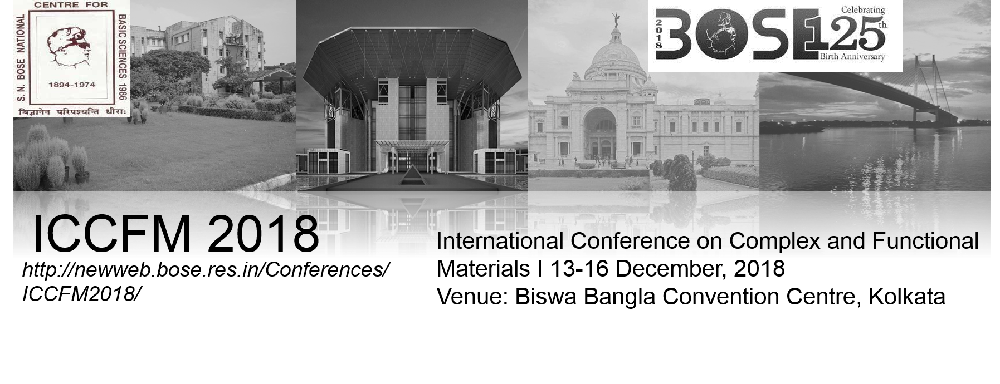 CENTRE FOR
S. N. BOSE NATIONAL
BASIC SCIENCES 1986
1894-1974
विज्ञानेन परिपश्यन्ति धीराः
2018
BOSE 125th
Celebrating
Birth Anniversary
ICCFM 2018
http://newweb.bose.res.in/Conferences/
ICCFM2018/
International Conference on Complex and Functional
Materials I 13-16 December, 2018
Venue: Biswa Bangla Convention Centre, Kolkata